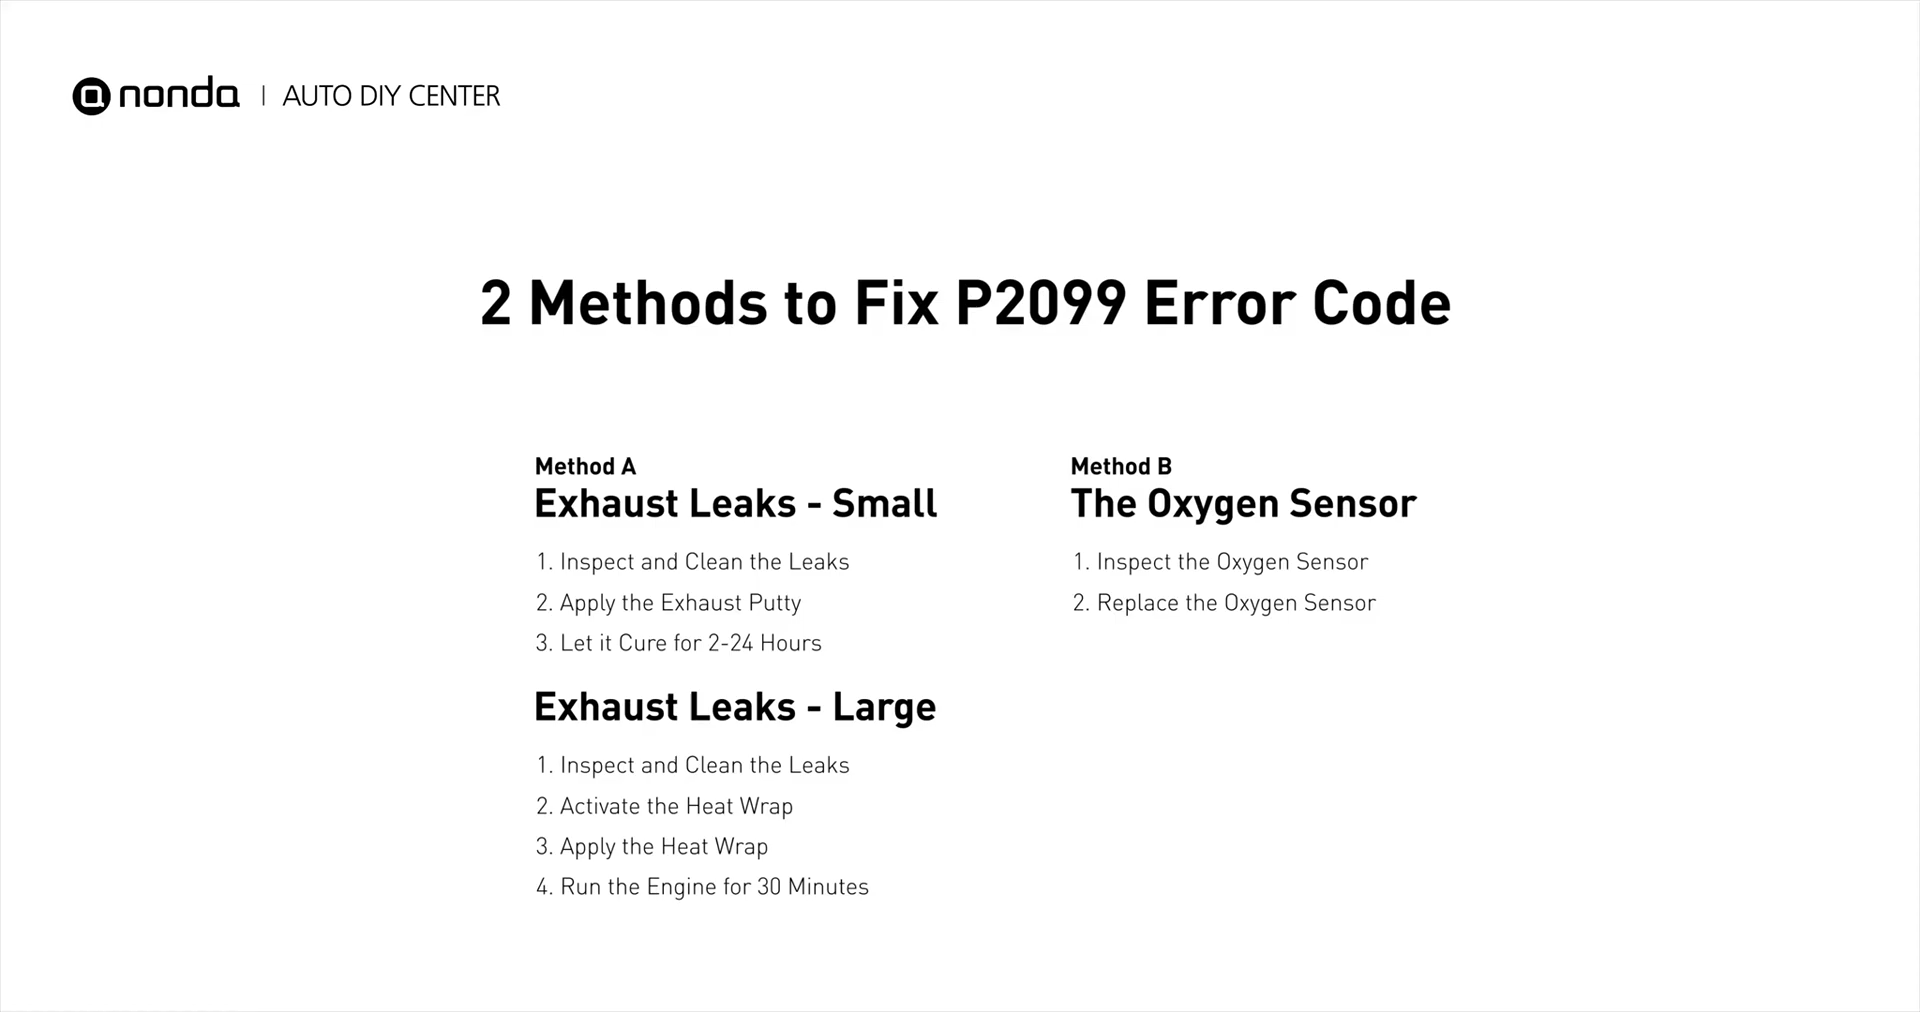 nonda | AUTO DIY CENTER
2 Methods to Fix P2099 Error Code
Method A
Exhaust Leaks - Small
1. Inspect and Clean the Leaks
2. Apply the Exhaust Putty
3. Let it Cure for 2-24 Hours
Exhaust Leaks - Large
1. Inspect and Clean the Leaks
2. Activate the Heat Wrap
3. Apply the Heat Wrap
4. Run the Engine for 30 Minutes
Method B
The Oxygen Sensor
1. Inspect the Oxygen Sensor
2. Replace the Oxygen Sensor